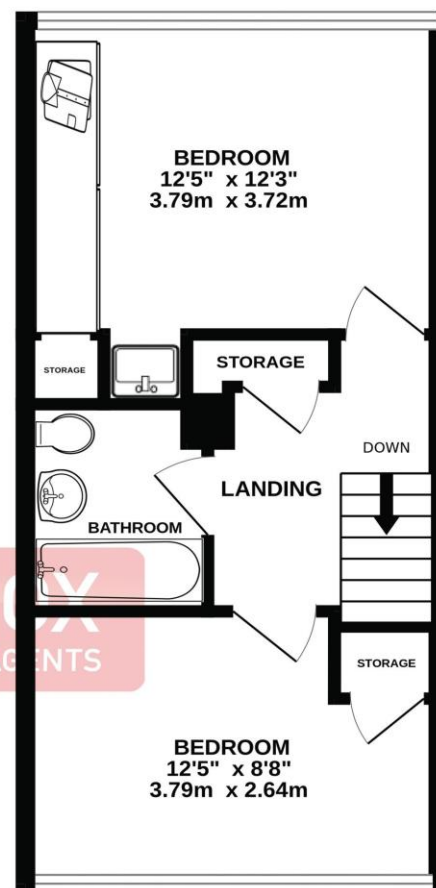 BEDROOM
12'5" x 12'3"
3.79m x 3.72m
STORAGE
STORAGE
DOWN
LANDING
BATHROOM
STORAGE
BEDROOM
12'5" x 8'8"
3.79m x 2.64m